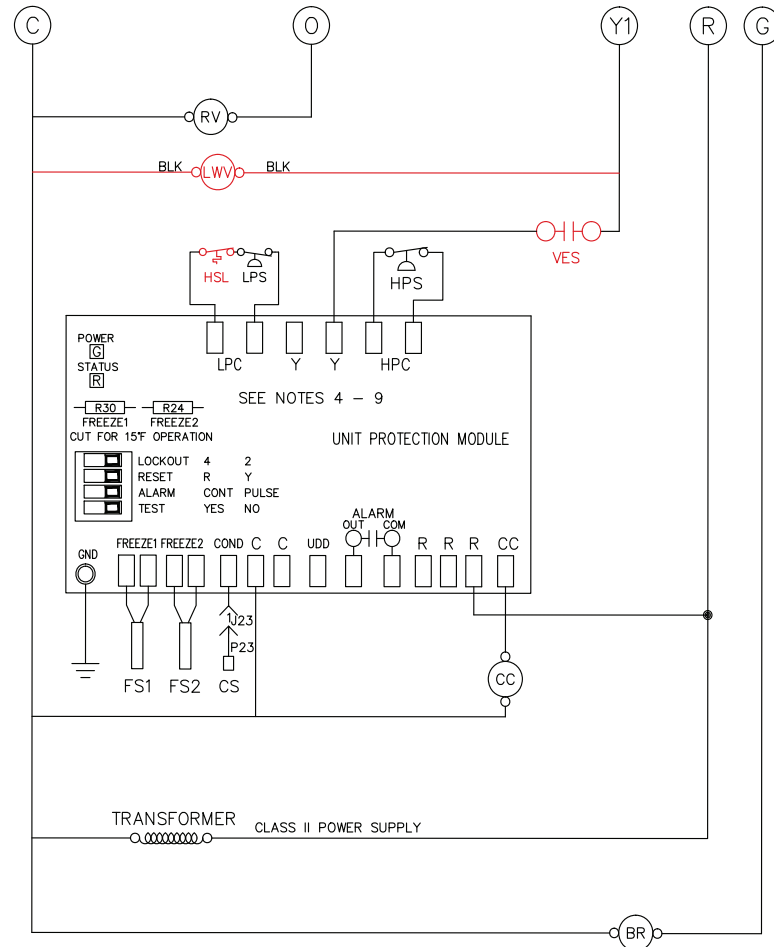 C O Y1 R G
RV
BLK LWV BLK
VES
HSL LPS
HPS
LPC Y Y HPC
POWER
G
STATUS
R
SEE NOTES 4 - 9
R30 R24
FREEZE1 FREEZE2
CUT FOR 15°F OPERATION
UNIT PROTECTION MODULE
LOCKOUT 4 2
RESET R Y
ALARM CONT PULSE
TEST YES NO
ALARM
OUT COM
GND
FREEZE1 FREEZE2 COND C C UDD R R R CC
1 J23
P23
FS1 FS2 CS
CC
TRANSFORMER
CLASS II POWER SUPPLY
BR